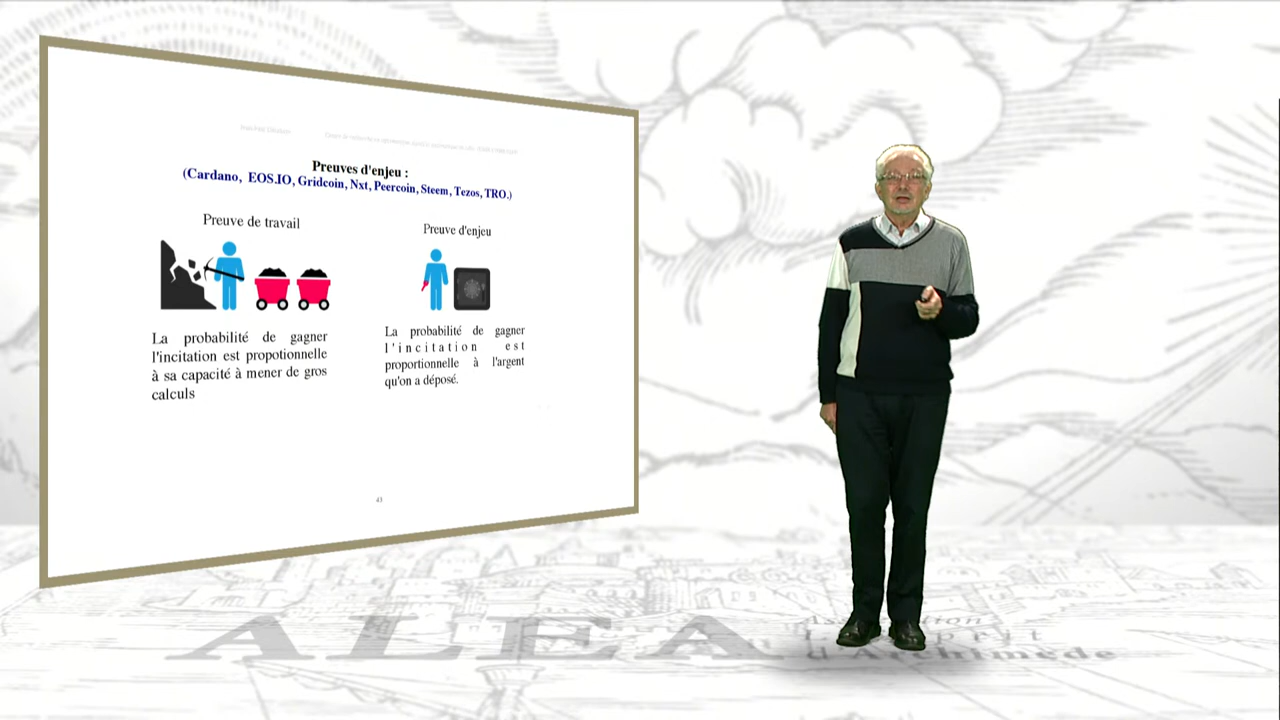 Preuves d'enjeu :
(Cardano, EOS.IO, Gridcoin, Nxt, Peercoin, Steem, Tezos, TRO.)
Preuve de travail
Preuve d'enjeu
La probabilité de gagner
l'incitation est propotionnelle
à sa capacité à mener de gros
calculs
La probabilité de gagner
l'incitation est
proportionnelle à l'argent
qu'on a déposé.
ALEA
d'Archimède